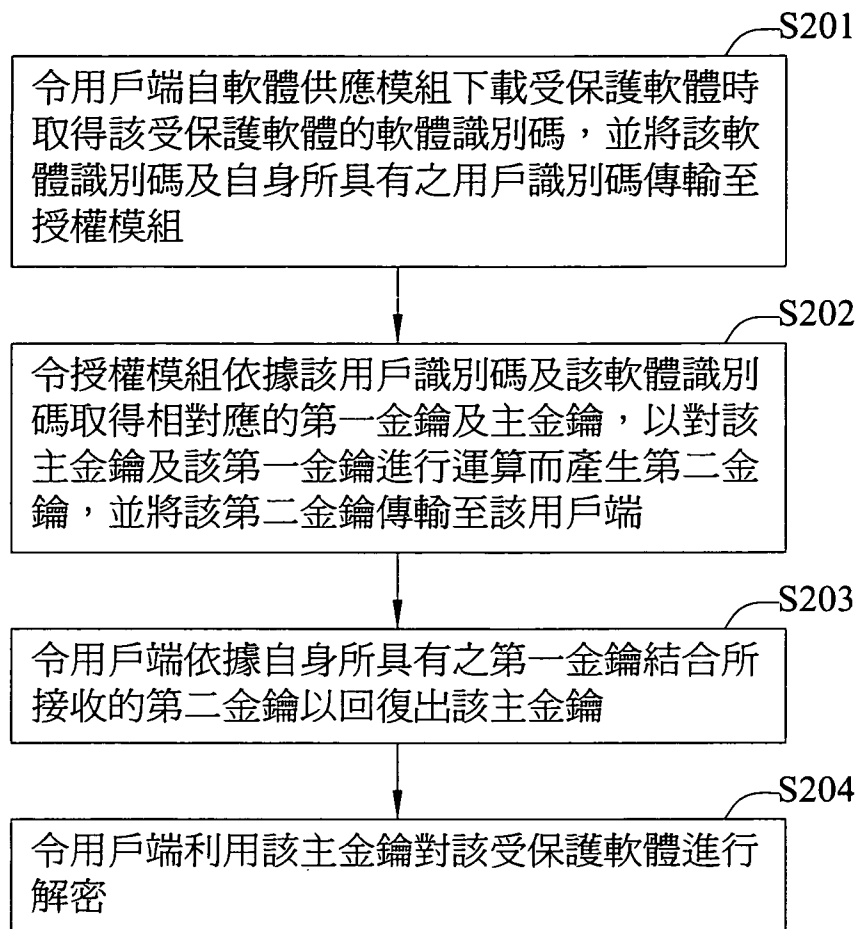 S201
令用戶端自軟體供應模組下載受保護軟體時
取得該受保護軟體的軟體識別碼，並將該軟
體識別碼及自身所具有之用戶識別碼傳輸至
授權模組
S202
令授權模組依據該用戶識別碼及該軟體識別
碼取得相對應的第一金鑰及主金鑰，以對該
主金鑰及該第一金鑰進行運算而產生第二金
鑰，並將該第二金鑰傳輸至該用戶端
S203
令用戶端依據自身所具有之第一金鑰結合所
接收的第二金鑰以回復出該主金鑰
S204
令用戶端利用該主金鑰對該受保護軟體進行
解密